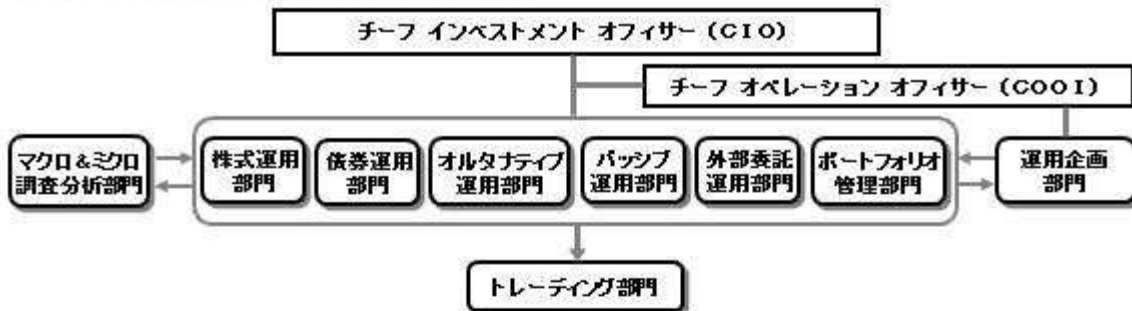 チーフ インベストメント オフィサー (CIO)
チーフ オペレーション オフィサー (COOI)
マクロ&ミクロ
調査分析部門
株式運用
部門
債券運用
部門
オルタナティブ
運用部門
パッシブ
運用部門
外部委託
運用部門
ポートフォリオ
管理部門
運用企画
部門
トレーディング部門